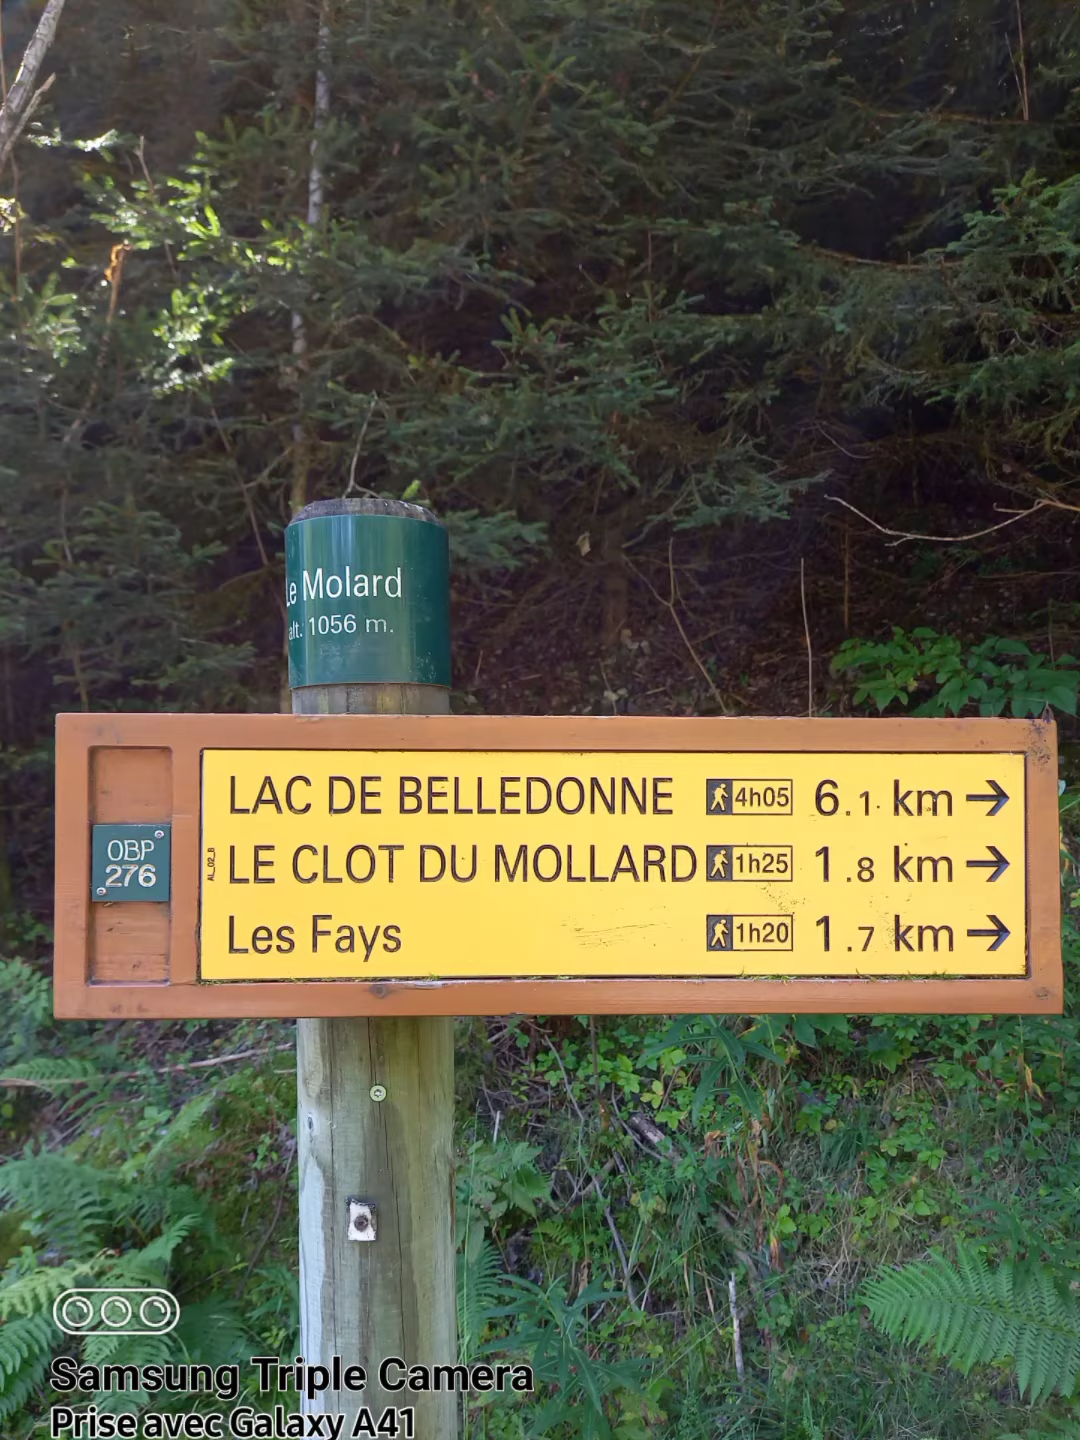 Le Molard
alt. 1056 m.
LAC DE BELLEDONNE 4h05 6.1 km →
OBP
276
AL_02_B
LE CLOT DU MOLLARD 1h25 1.8 km →
Les Fays 1h20 1.7 km →
Samsung Triple Camera
Prise avec Galaxy A41